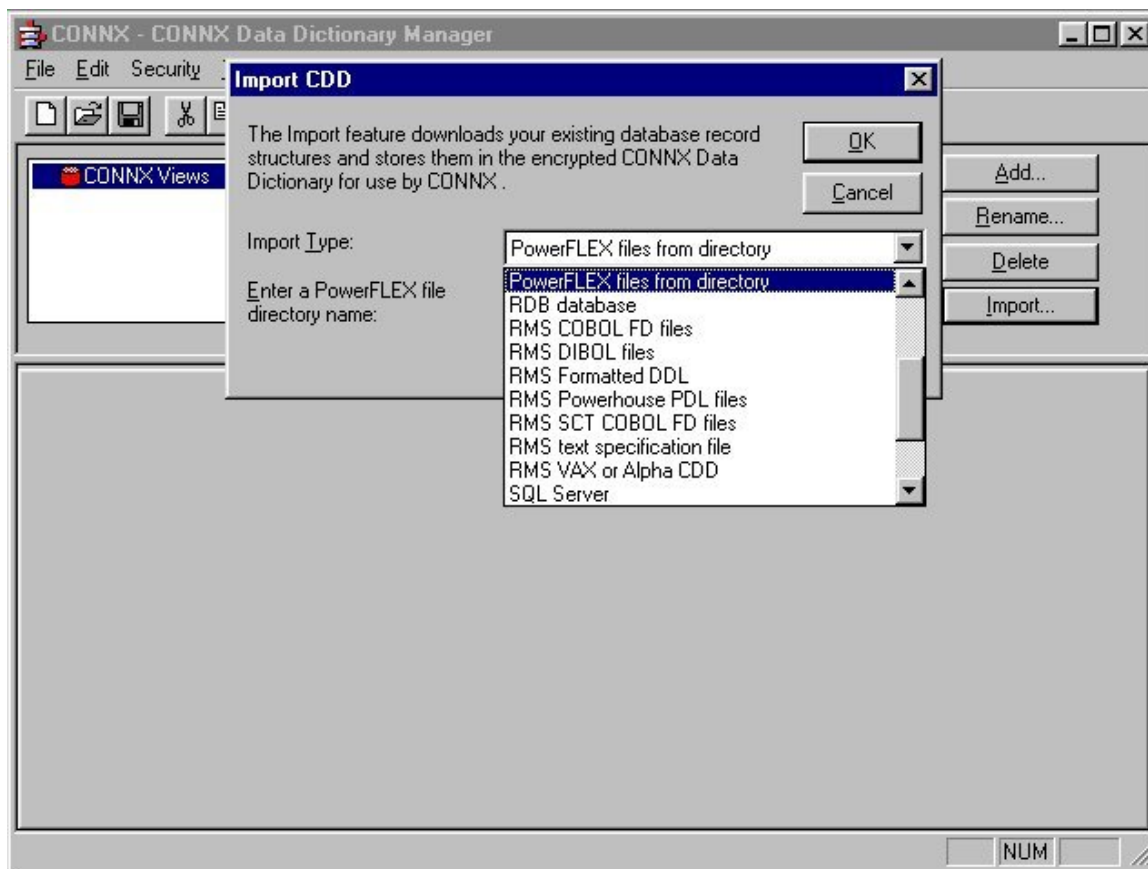 CONNX - CONNX Data Dictionary Manager
File Edit Security
Import CDD
The Import feature downloads your existing database record
structures and stores them in the encrypted CONNX Data
Dictionary for use by CONNX .
OK
Cancel
CONNX Views
Add...
Rename...
Delete
Import...
Import Type:
PowerFLEX files from directory
Enter a PowerFLEX file
directory name:
PowerFLEX files from directory
RDB database
RMS COBOL FD files
RMS DIBOL files
RMS Formatted DDL
RMS Powerhouse PDL files
RMS SCT COBOL FD files
RMS text specification file
RMS VAX or Alpha CDD
SQL Server
NUM